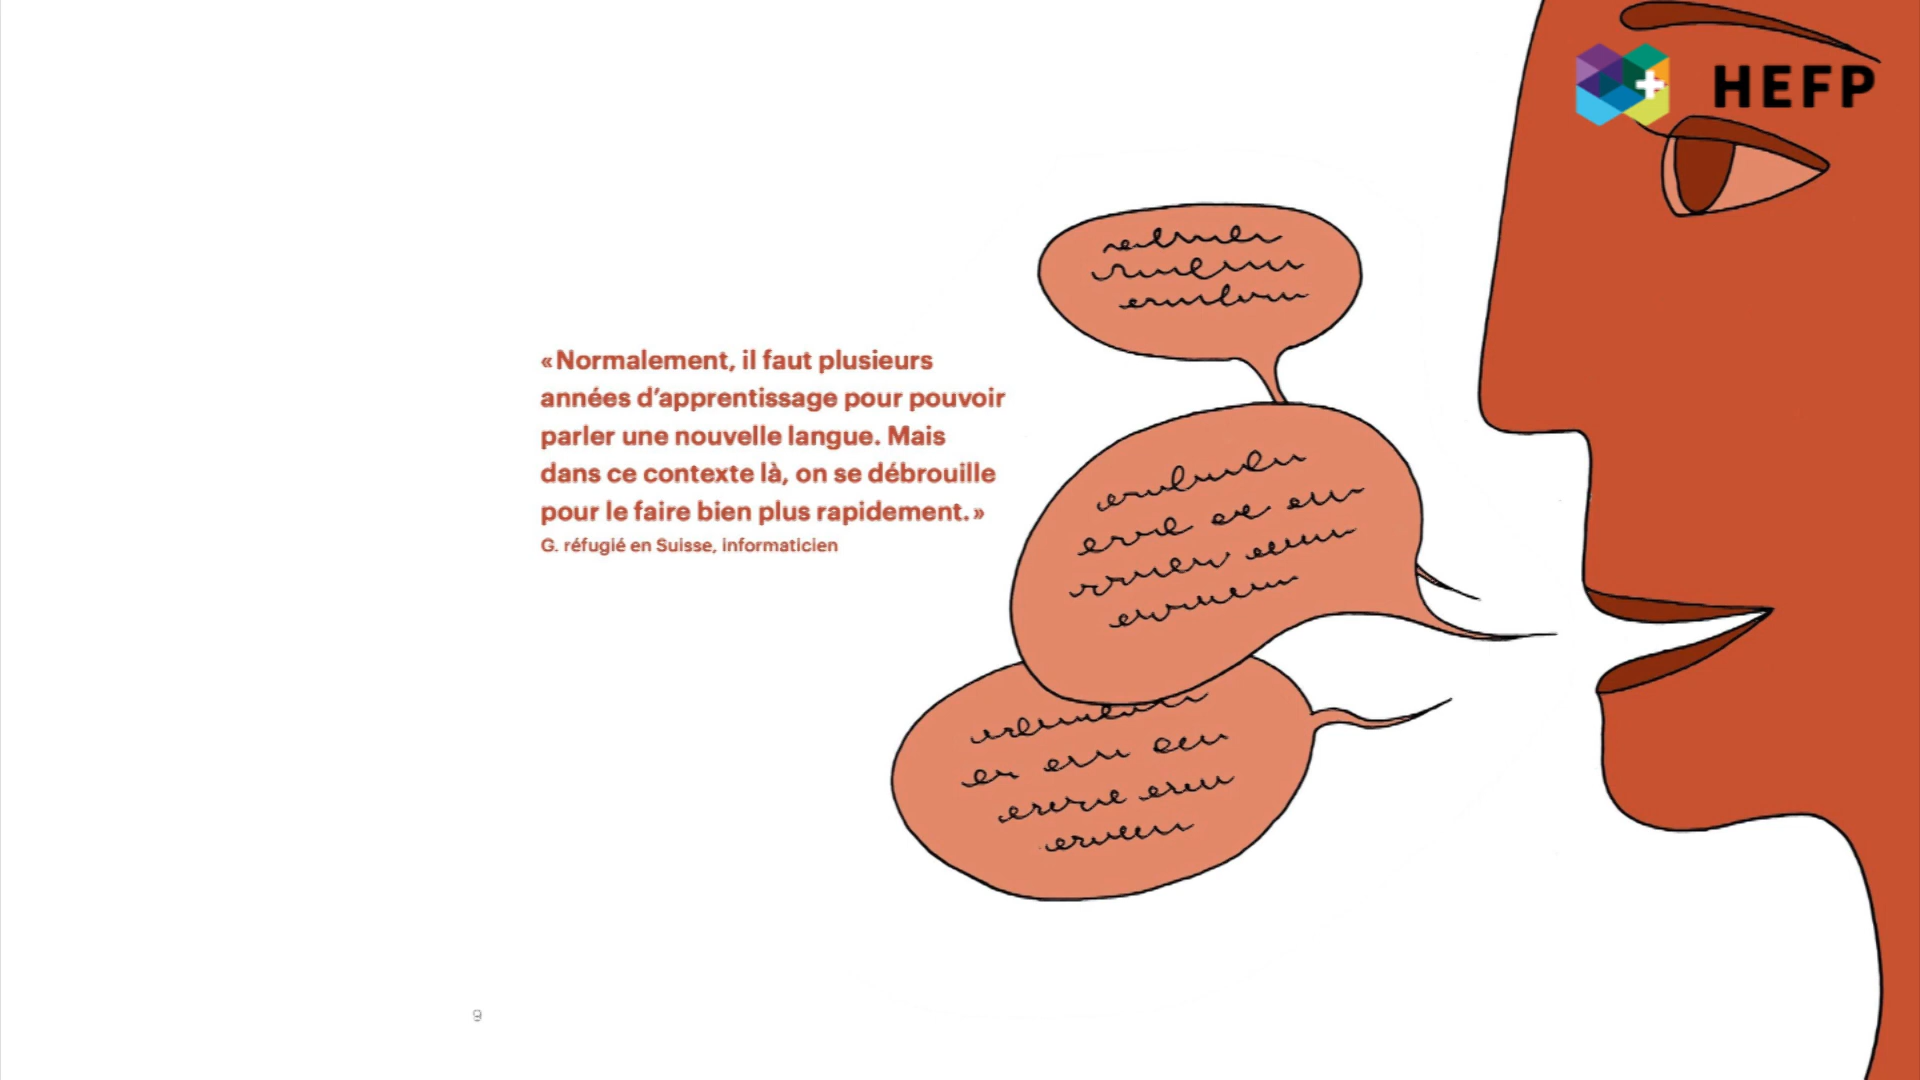 HEFP
«Normalement, il faut plusieurs
années d’apprentissage pour pouvoir
parler une nouvelle langue. Mais
dans ce contexte là, on se débrouille
pour le faire bien plus rapidement.»
G. réfugié en Suisse, informaticien
9